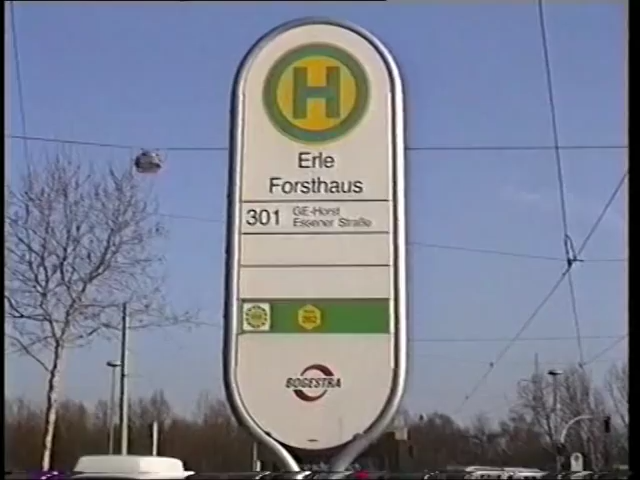 H
Erle
Forsthaus
301 GE-Horst
Essener Straße
BOGESTRA